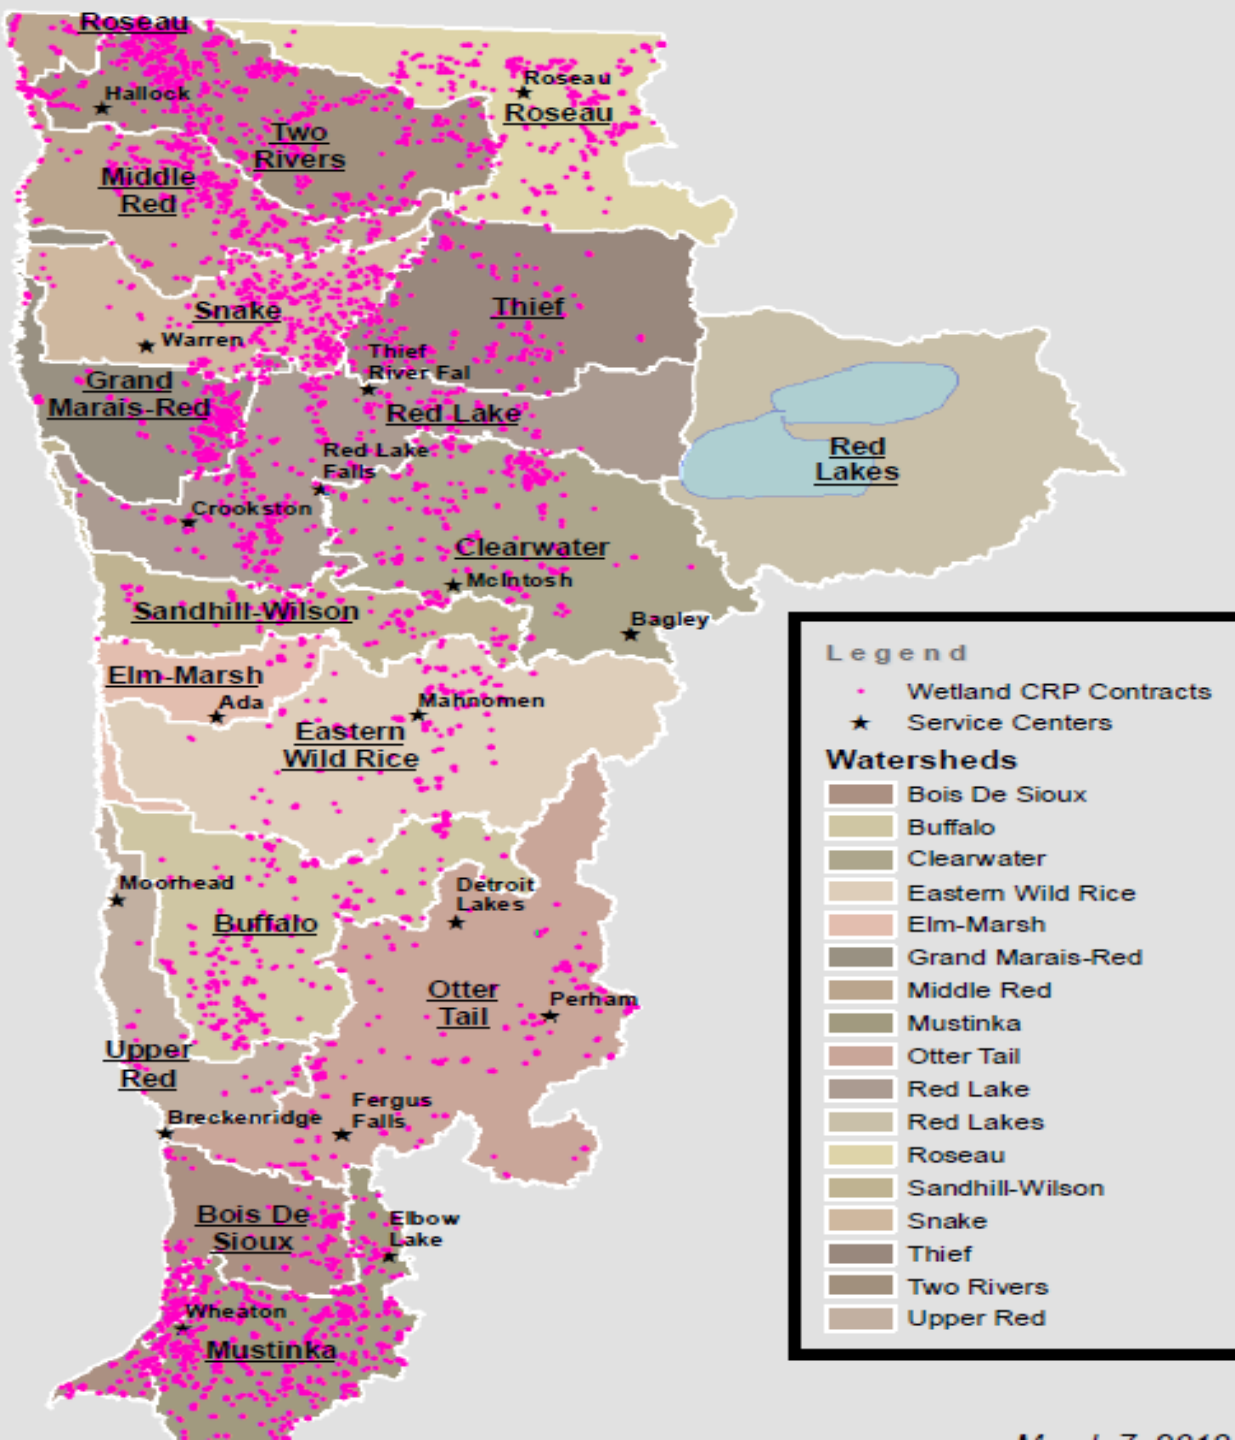 Roseau
Hallock
Roseau
Roseau
Two
Rivers
Middle
Red
Snake
Warren
Thief
Thief
River Fal
Grand
Marais-Red
Red Lake
Red Lake
Falls
Red
Lakes
Crookston
Clearwater
McIntosh
Sandhill-Wilson
Bagley
Elm-Marsh
Ada
Mahnomen
Eastern
Wild Rice
Moorhead
Detroit
Lakes
Buffalo
Otter
Tail
Perham
Upper
Red
Breckenridge
Fergus
Falls
Bois De
Sioux
Elbow
Lake
Wheaton
Mustinka
Legend
Wetland CRP Contracts
Service Centers
Watersheds
Bois De Sioux
Buffalo
Clearwater
Eastern Wild Rice
Elm-Marsh
Grand Marais-Red
Middle Red
Mustinka
Otter Tail
Red Lake
Red Lakes
Roseau
Sandhill-Wilson
Snake
Thief
Two Rivers
Upper Red